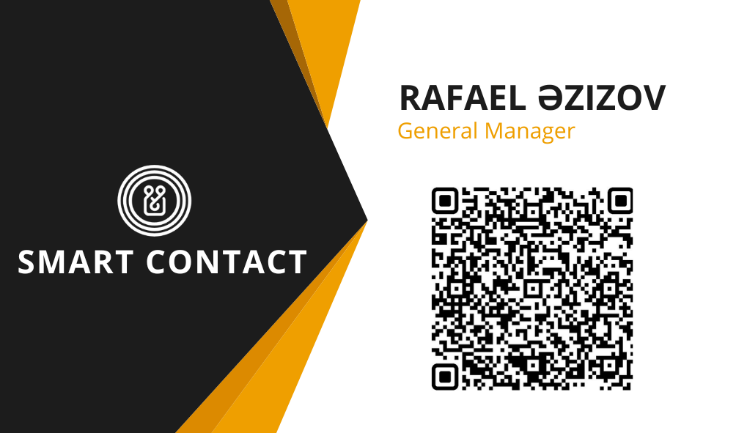 RAFAEL ƏZIZOV
General Manager
SMART CONTACT